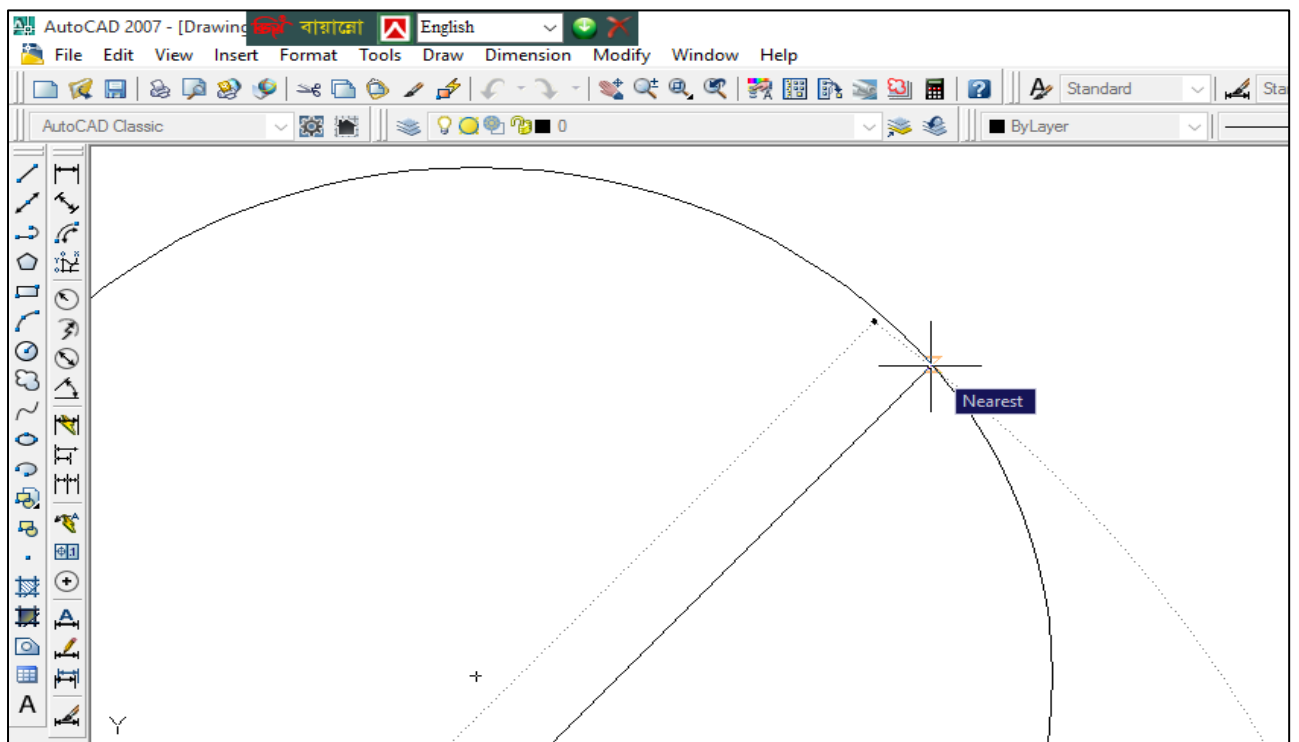 AutoCAD 2007 - [Drawing বায়ান্নো English
File Edit View Insert Format Tools Draw Dimension Modify Window Help
Standard Sta
AutoCAD Classic 0 ByLayer
Nearest
A
Y